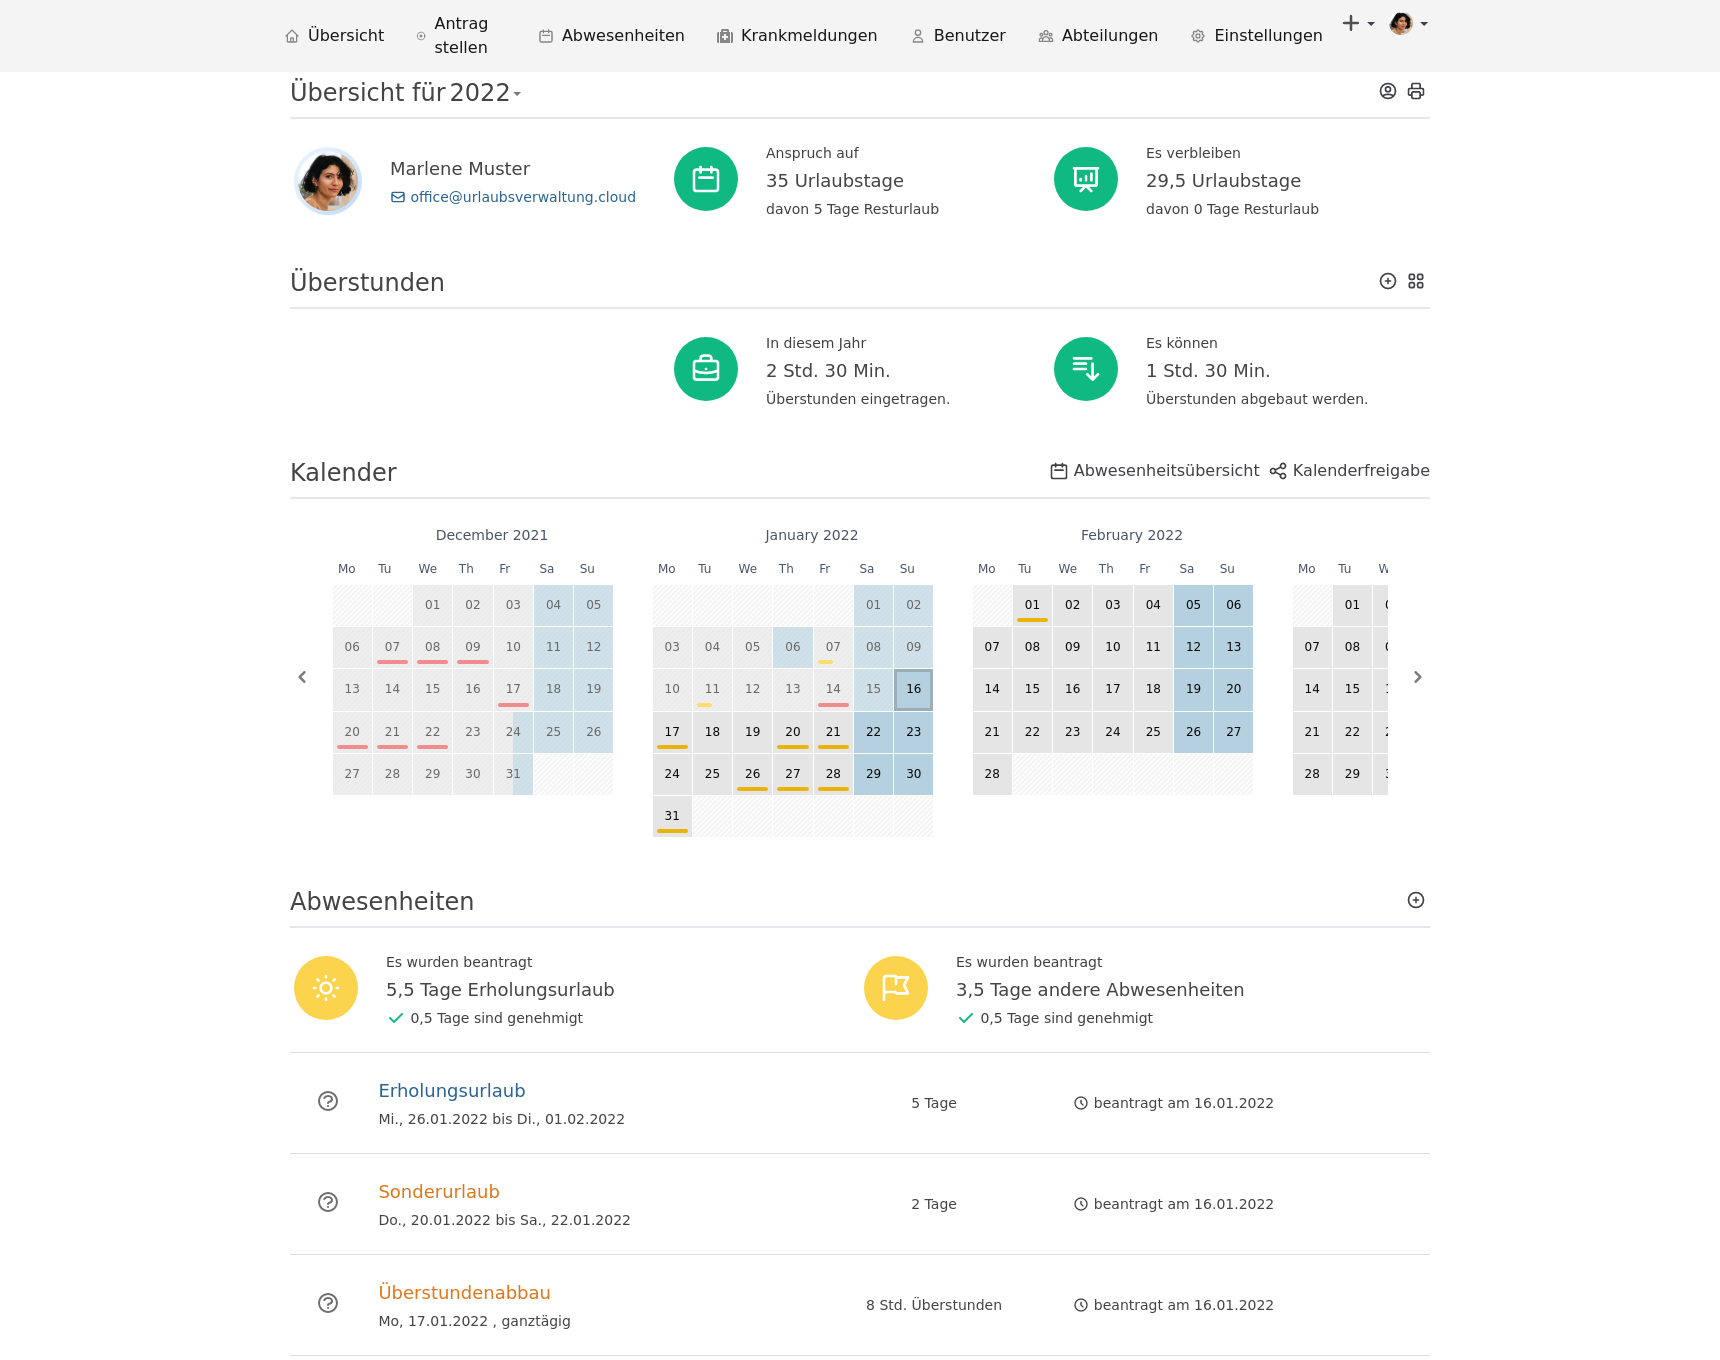 Übersicht
Antrag stellen
Abwesenheiten
Krankmeldungen
Benutzer
Abteilungen
Einstellungen
Übersicht für 2022
Marlene Muster
office@urlaubsverwaltung.cloud
Anspruch auf
35 Urlaubstage
davon 5 Tage Resturlaub
Es verbleiben
29,5 Urlaubstage
davon 0 Tage Resturlaub
Überstunden
In diesem Jahr
2 Std. 30 Min.
Überstunden eingetragen.
Es können
1 Std. 30 Min.
Überstunden abgebaut werden.
Kalender
Abwesenheitsübersicht
Kalenderfreigabe
December 2021
Mo Tu We Th Fr Sa Su
01 02 03 04 05
06 07 08 09 10 11 12
13 14 15 16 17 18 19
20 21 22 23 24 25 26
27 28 29 30 31
January 2022
Mo Tu We Th Fr Sa Su
01 02
03 04 05 06 07 08 09
10 11 12 13 14 15 16
17 18 19 20 21 22 23
24 25 26 27 28 29 30
31
February 2022
Mo Tu We Th Fr Sa Su
01 02 03 04 05 06
07 08 09 10 11 12 13
14 15 16 17 18 19 20
21 22 23 24 25 26 27
28
Mo Tu
01
07 08
14 15
21 22
28 29
Abwesenheiten
Es wurden beantragt
5,5 Tage Erholungsurlaub
0,5 Tage sind genehmigt
Es wurden beantragt
3,5 Tage andere Abwesenheiten
0,5 Tage sind genehmigt
Erholungsurlaub
Mi., 26.01.2022 bis Di., 01.02.2022
5 Tage
beantragt am 16.01.2022
Sonderurlaub
Do., 20.01.2022 bis Sa., 22.01.2022
2 Tage
beantragt am 16.01.2022
Überstundenabbau
Mo, 17.01.2022 , ganztägig
8 Std. Überstunden
beantragt am 16.01.2022